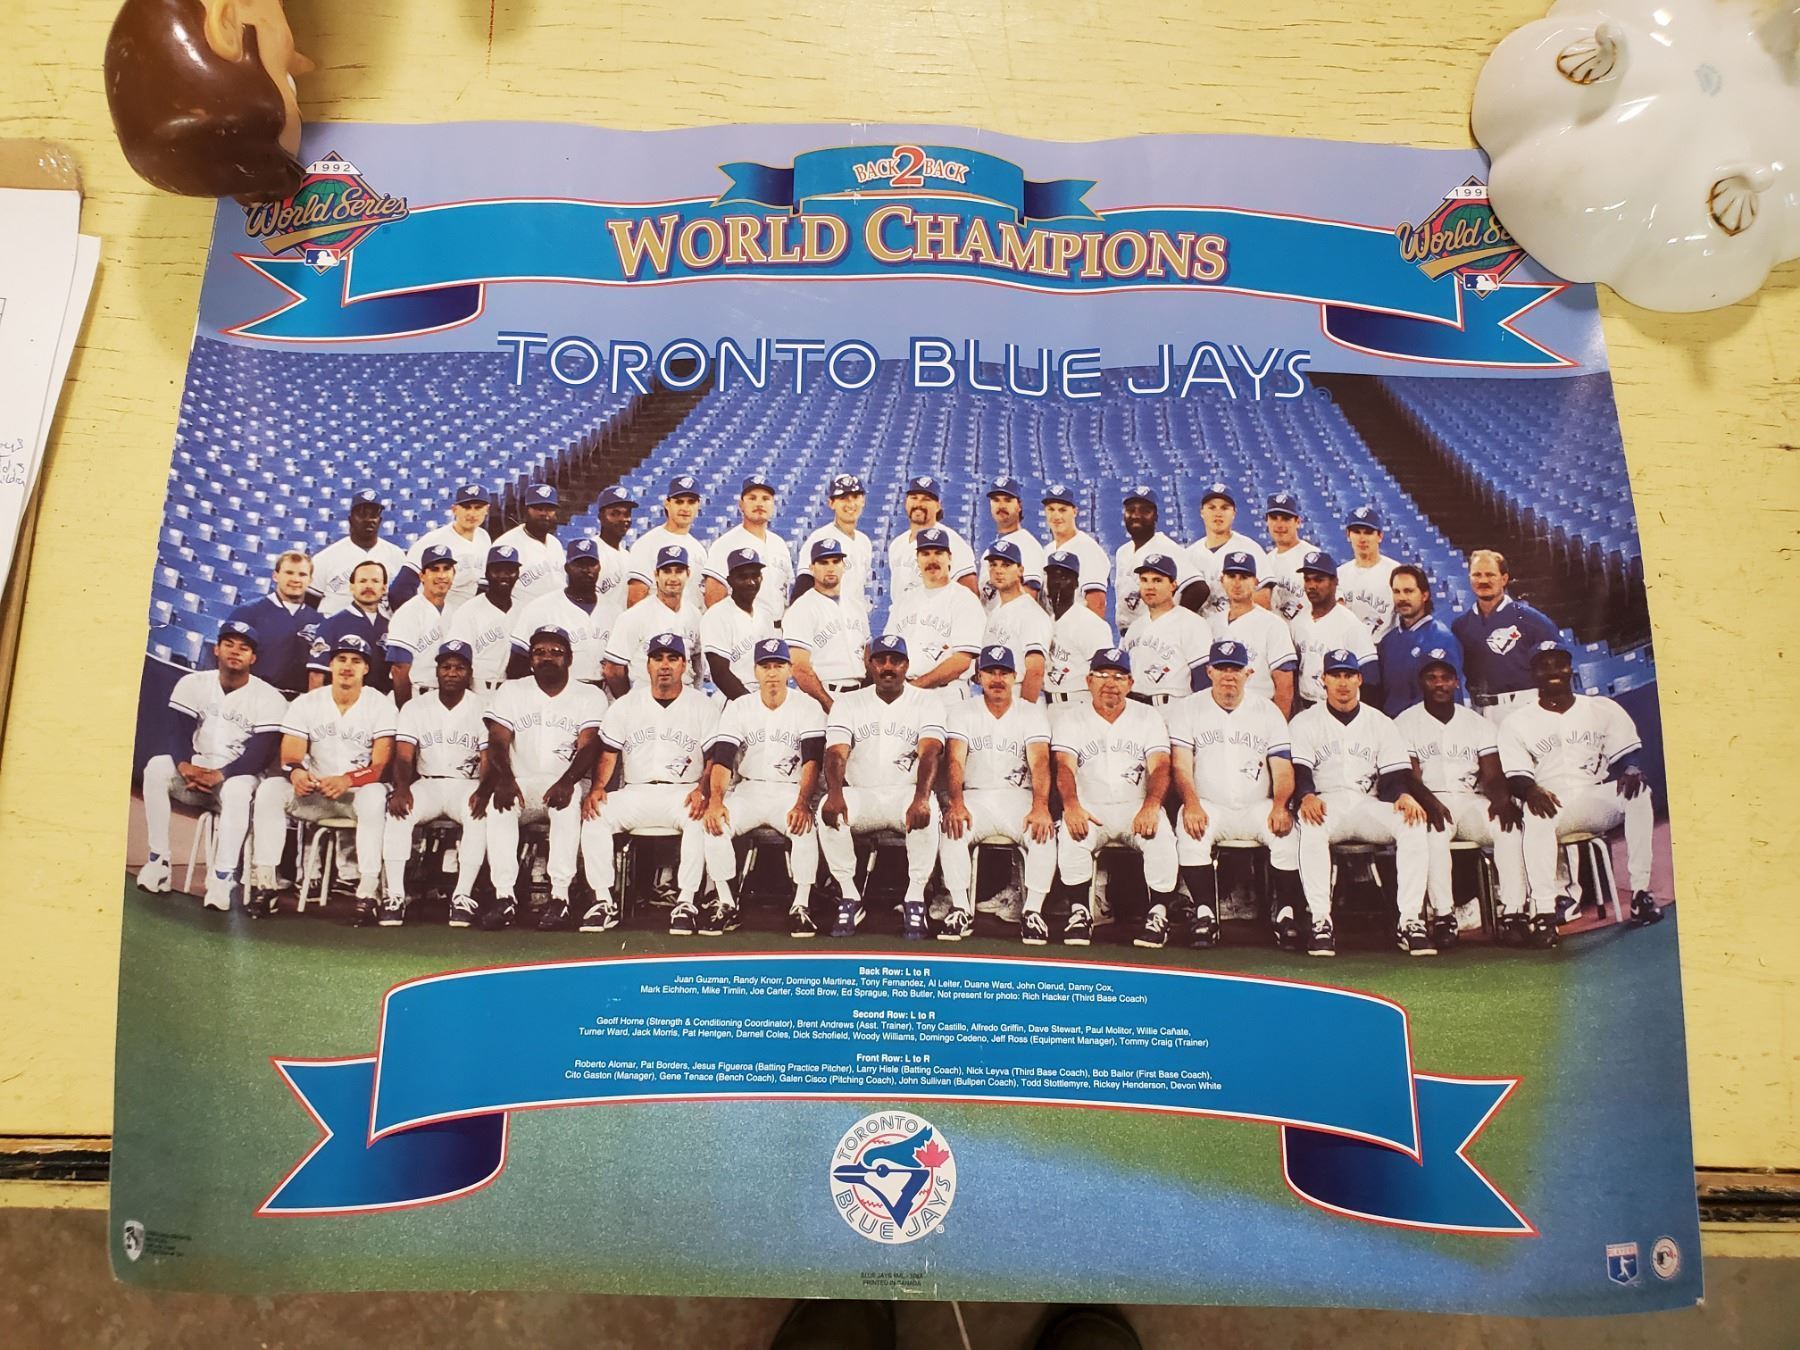 BACK 2 BACK
WORLD CHAMPIONS
1992
World Series
199
World Se
TORONTO BLUE JAYS
Back Row: L to R
Juan Guzman, Randy Knorr, Domingo Martinez, Tony Fernandez, Al Leiter, Duane Ward, John Olerud, Danny Cox,
Mark Eichhorn, Mike Timlin, Joe Carter, Scott Brow, Ed Sprague, Rob Butler, Not present for photo: Rich Hacker (Third Base Coach)
Second Row: L to R
Geoff Horne (Strength & Conditioning Coordinator), Brent Andrews (Asst. Trainer), Tony Castillo, Alfredo Griffin, Dave Stewart, Paul Molitor, Willie Cañate,
Turner Ward, Jack Morris, Pat Hentgen, Darnell Coles, Dick Schofield, Woody Williams, Domingo Cedeno, Jeff Ross (Equipment Manager), Tommy Craig (Trainer)
Front Row: L to R
Roberto Alomar, Pat Borders, Jesus Figueroa (Batting Practice Pitcher), Larry Hisle (Batting Coach), Nick Leyva (Third Base Coach), Bob Bailor (First Base Coach),
Cito Gaston (Manager), Gene Tenace (Bench Coach), Galen Cisco (Pitching Coach), John Sullivan (Bullpen Coach), Todd Stottlemyre, Rickey Henderson, Devon White
TORONTO
BLUE JAYS
PRINTED IN CANADA